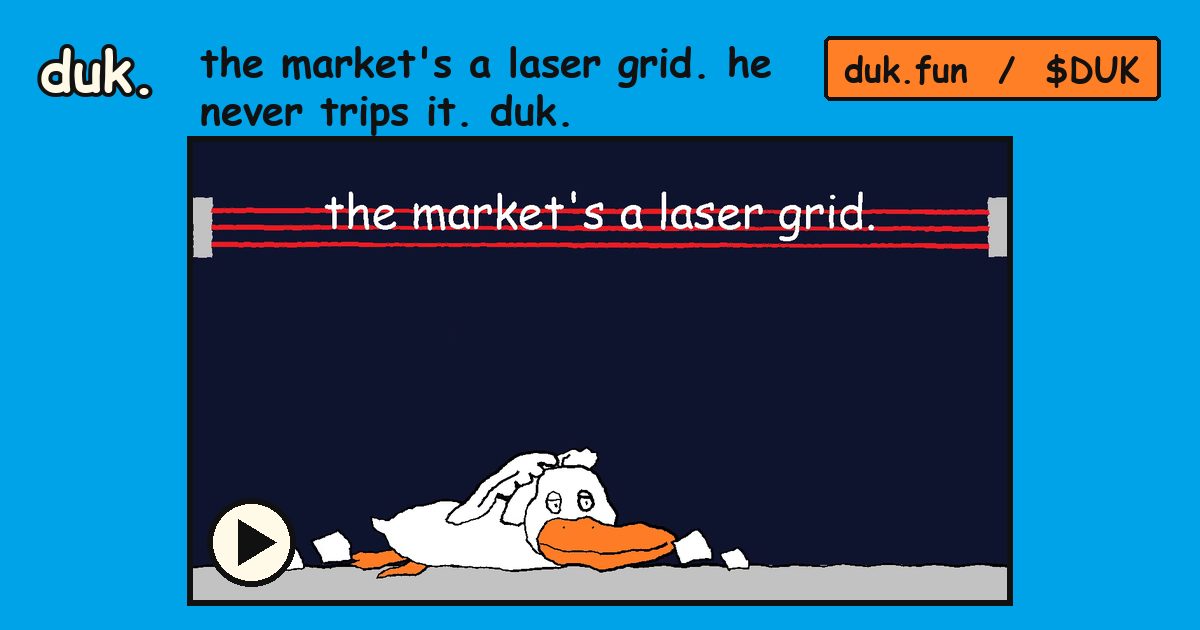 duk.
the market's a laser grid. he
never trips it. duk.
duk.fun / $DUK
the market's a laser grid.